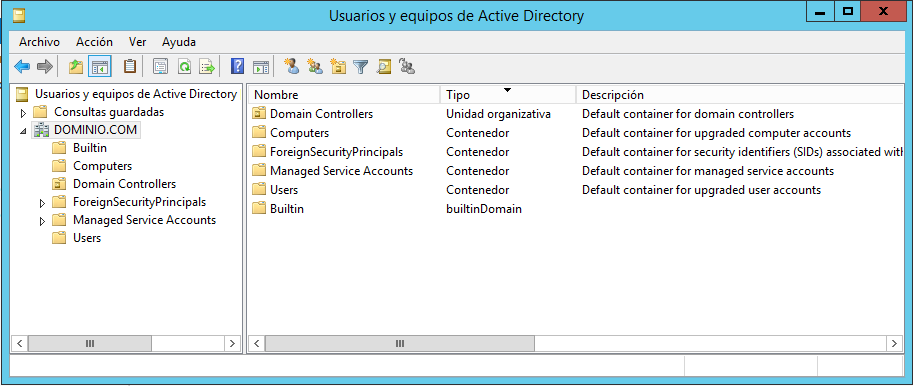 Usuarios y equipos de Active Directory
Archivo Acción Ver Ayuda
Usuarios y equipos de Active Directory
Consultas guardadas
DOMINIO.COM
Builtin
Computers
Domain Controllers
ForeignSecurityPrincipals
Managed Service Accounts
Users
Nombre Tipo Descripción
Domain Controllers Unidad organizativa Default container for domain controllers
Computers Contenedor Default container for upgraded computer accounts
ForeignSecurityPrincipals Contenedor Default container for security identifiers (SIDs) associated with
Managed Service Accounts Contenedor Default container for managed service accounts
Users Contenedor Default container for upgraded user accounts
Builtin builtinDomain